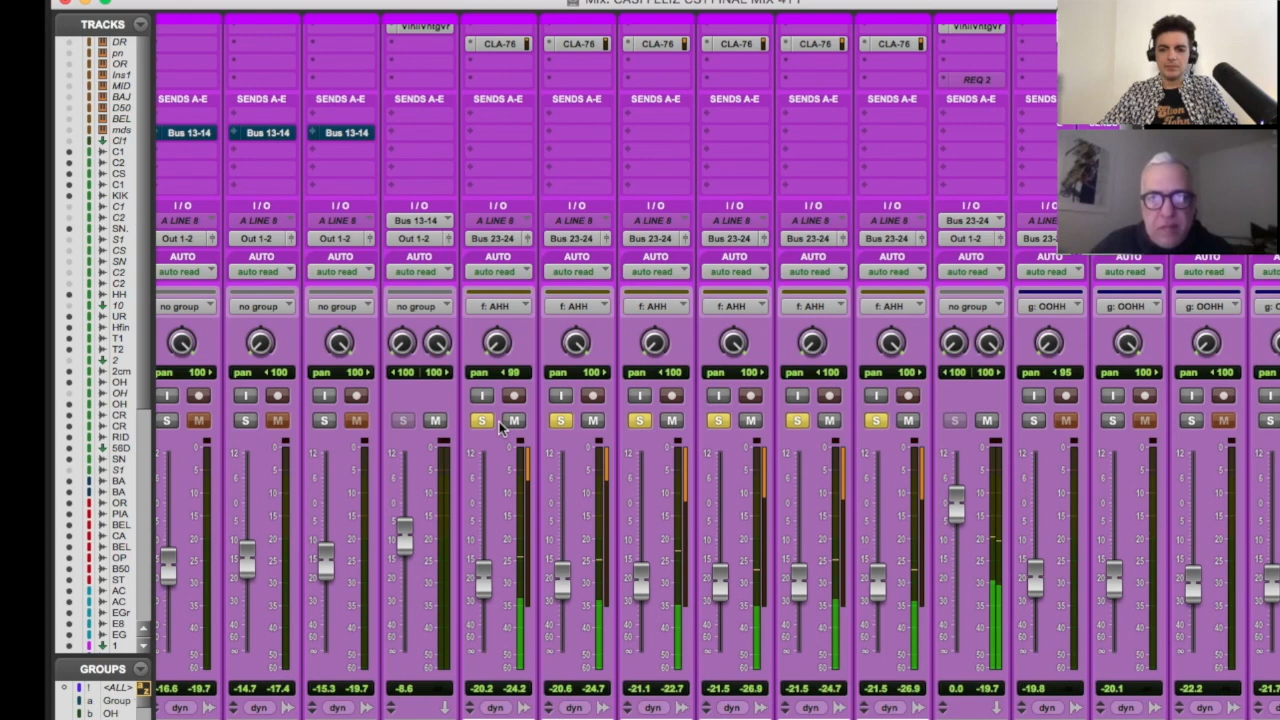 TRACKS
DR
pn
OR
Ins1
MID
BAJ
D50
BEL
mds
Cl1
C1
C2
CS
C1
KIK
C1
C2
SN.
S1
CS
SN
C2
C2
HH
10
UR
Hfin
T1
T2
2
2cm
OH
OH
OH
CR
CR
RID
56D
SN
S1
BA
BA
OR
PIA
BEL
CA
BEL
OP
B50
ST
AC
AC
EGr
E8
EG
1
GROUPS
! <ALL>
a Group
b OH
CLA-76 CLA-76 CLA-76 CLA-76 CLA-76 CLA-76
REQ 2
SENDS A-E SENDS A-E SENDS A-E SENDS A-E SENDS A-E SENDS A-E SENDS A-E SENDS A-E SENDS A-E SENDS A-E SENDS A-E
Bus 13-14 Bus 13-14 Bus 13-14
I/O I/O I/O I/O I/O I/O I/O I/O I/O I/O I/O
A LINE 8 A LINE 8 A LINE 8 Bus 13-14 A LINE 8 A LINE 8 A LINE 8 A LINE 8 A LINE 8 A LINE 8 Bus 23-24
Out 1-2 Out 1-2 Out 1-2 Out 1-2 Bus 23-24 Bus 23-24 Bus 23-24 Bus 23-24 Bus 23-24 Bus 23-24 Out 1-2
AUTO AUTO AUTO AUTO AUTO AUTO AUTO AUTO AUTO AUTO AUTO AUTO AUTO AUTO AUTO
auto read auto read auto read auto read auto read auto read auto read auto read auto read auto read auto read auto read auto read auto read
no group no group no group no group f: AHH f: AHH f: AHH f: AHH f: AHH f: AHH no group g: OOHH g: OOHH g: OOHH
pan 100 pan 100 pan 100 100 100 pan 99 pan 100 pan 100 pan 100 pan 100 pan 100 100 100 pan 95 pan 100 pan 100
I I I I I I I I I I I I
S M S M S M S M S M S M S M S M S M S M S M S M S M S M
-16.6 -19.7 -14.7 -17.4 -15.3 -19.7 -8.6 -20.2 -24.2 -20.6 -24.7 -21.1 -22.7 -21.5 -26.9 -21.5 -24.7 -21.5 -26.9 0.0 -19.7 -19.8 -20.1 -22.2
dyn dyn dyn dyn dyn dyn dyn dyn dyn dyn dyn dyn